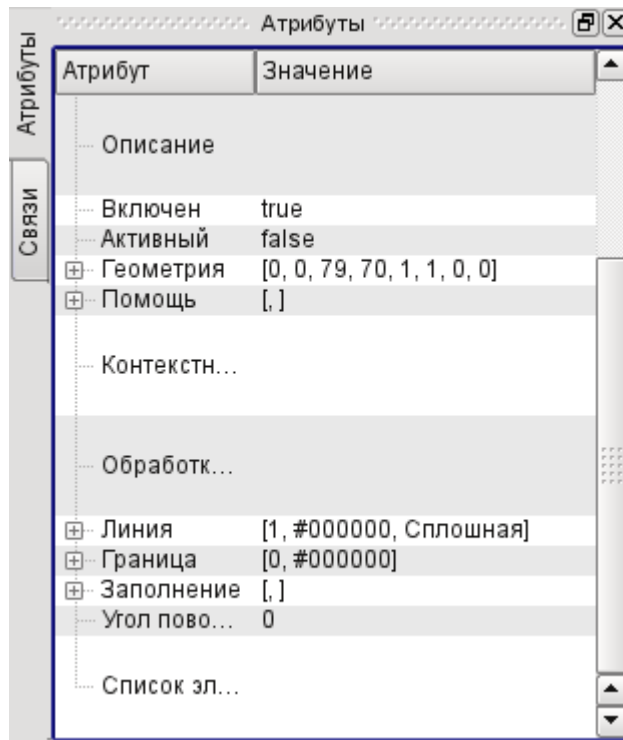 Атрибуты
Атрибуты
Связи
Атрибут Значение
Описание
Включен true
Активный false
Геометрия [0, 0, 79, 70, 1, 1, 0, 0]
Помощь [, ]
Контекстн...
Обработк...
Линия [1, #000000, Сплошная]
Граница [0, #000000]
Заполнение [, ]
Угол пово... 0
Список эл...